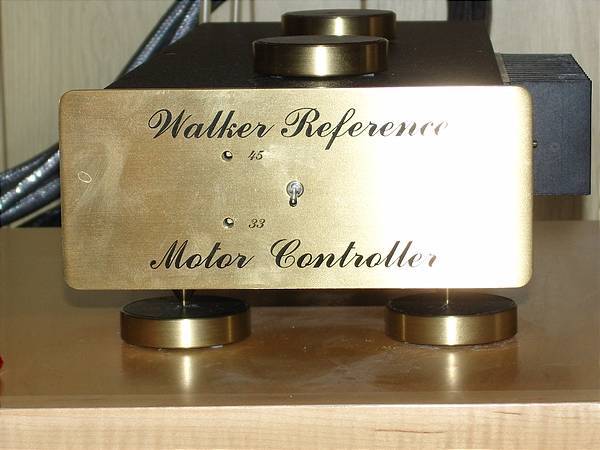 Walker Reference
45
33
Motor Controller